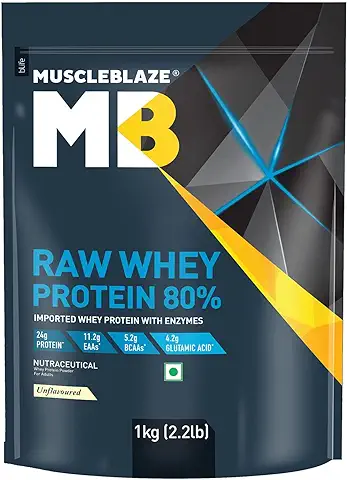 bLife
MUSCLEBLAZE®
MB
RAW WHEY
PROTEIN 80%
IMPORTED WHEY PROTEIN WITH ENZYMES
24g 11.2g 5.2g 4.2g
PROTEIN^ EAAs^ BCAAs^ GLUTAMIC ACID^
NUTRACEUTICAL
Whey Protein Powder
For Adults
Unflavoured
1kg (2.2lb)